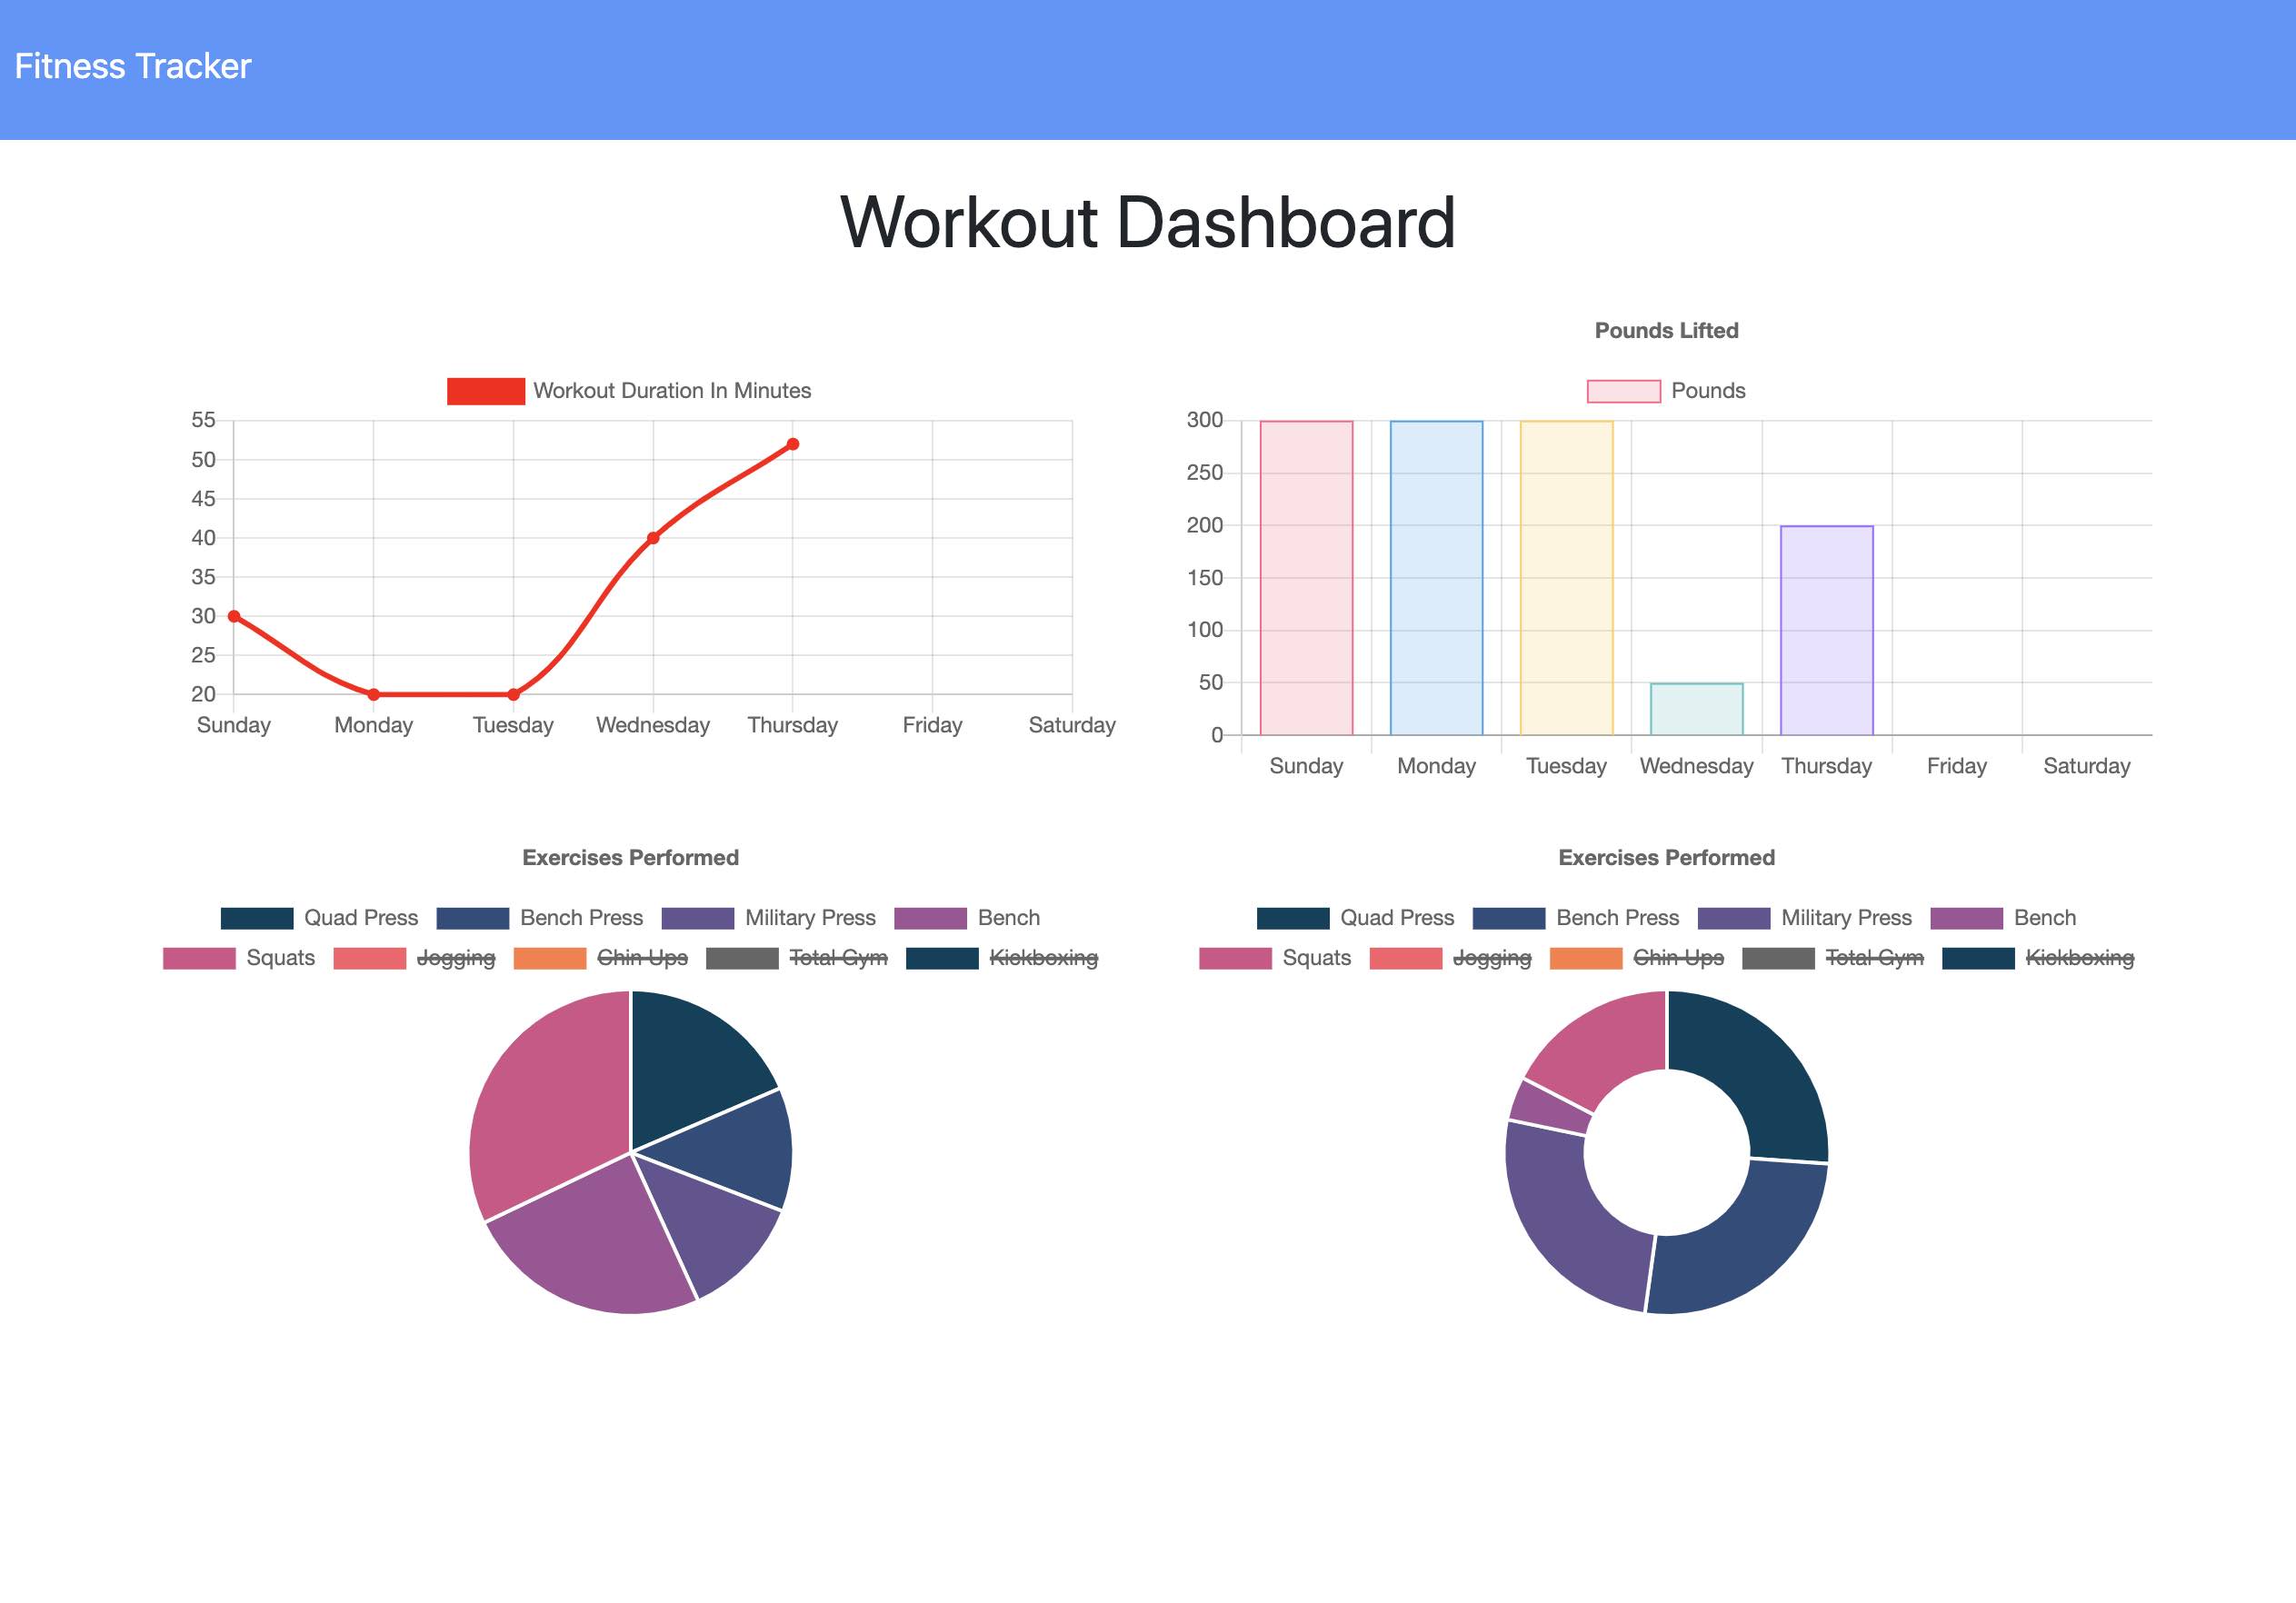 Fitness Tracker
Workout Dashboard
Workout Duration In Minutes
55
50
45
40
35
30
25
20
Sunday Monday Tuesday Wednesday Thursday Friday Saturday
Pounds Lifted
Pounds
300
250
200
150
100
50
0
Sunday Monday Tuesday Wednesday Thursday Friday Saturday
Exercises Performed
Quad Press Bench Press Military Press Bench
Squats Jogging Chin Ups Total Gym Kickboxing
Exercises Performed
Quad Press Bench Press Military Press Bench
Squats Jogging Chin Ups Total Gym Kickboxing